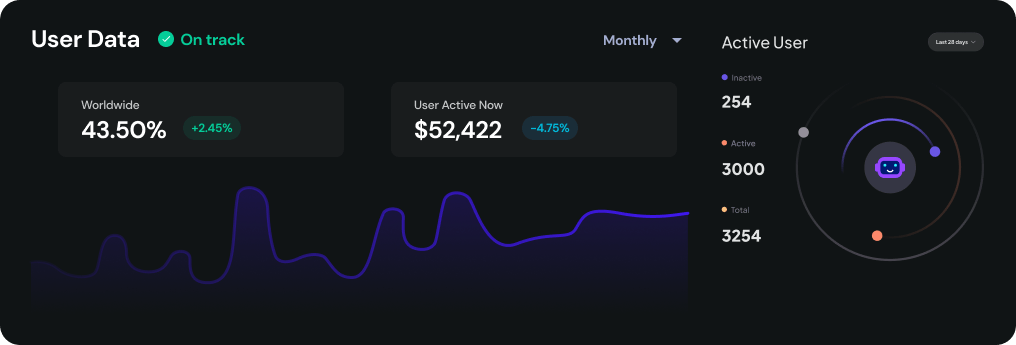 User Data
On track
Monthly
Worldwide
43.50%
+2.45%
User Active Now
$52,422
-4.75%
Active User
Last 28 days
Inactive
254
Active
3000
Total
3254